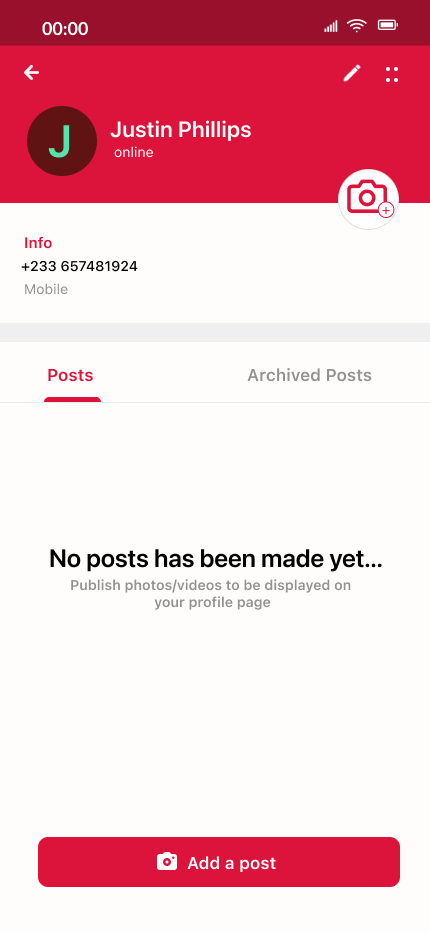 00:00
J
Justin Phillips
online
Info
+233 657481924
Mobile
Posts
Archived Posts
No posts has been made yet...
Publish photos/videos to be displayed on
your profile page
Add a post